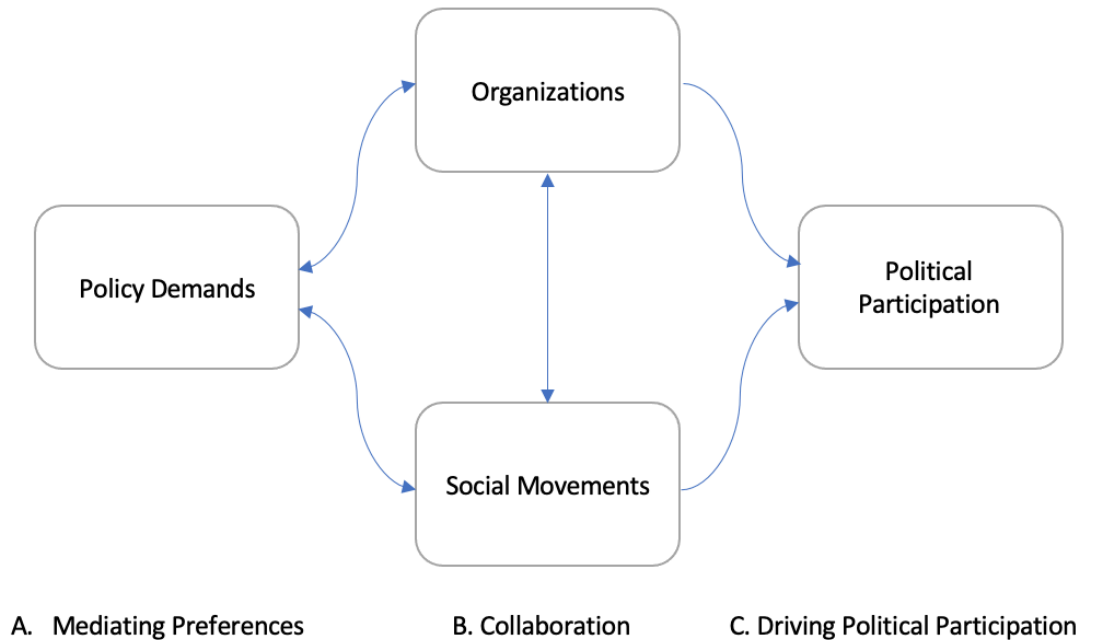 Organizations
Policy Demands
Political
Participation
Social Movements
A. Mediating Preferences
B. Collaboration
C. Driving Political Participation